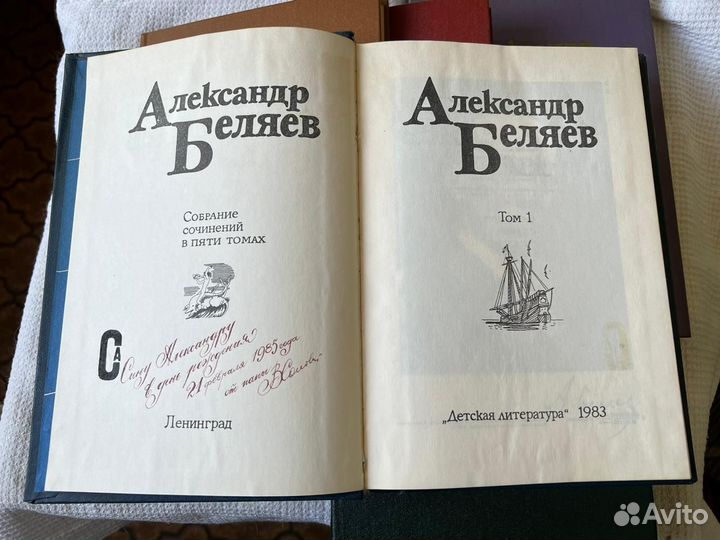 Александр
Беляев
Собрание
сочинений
в пяти томах
Сыну Александру
в день рождения
21 февраля 1985 года
от папы
Ленинград
Александр
Беляев
Том 1
„Детская литература" 1983
Avito